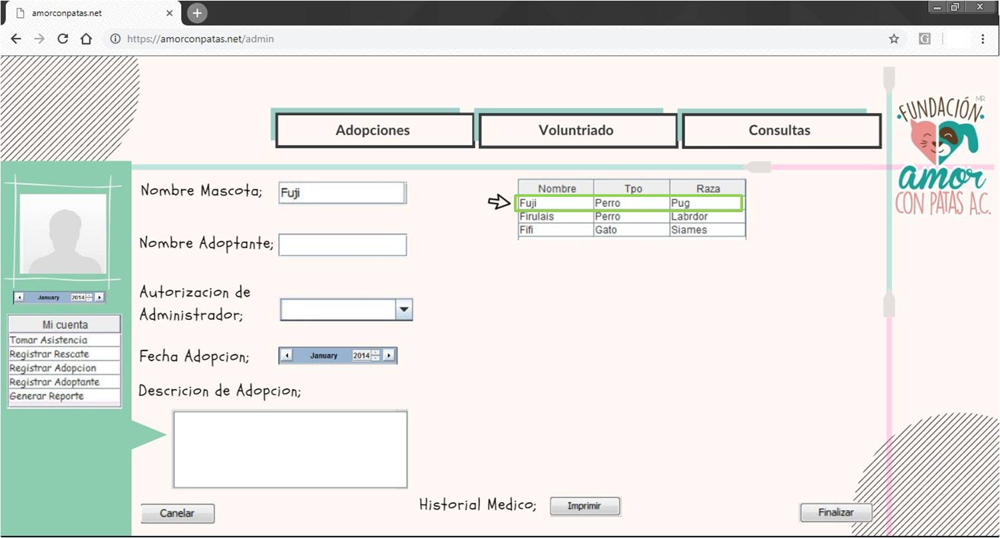 amorconpatas.net
https://amorconpatas.net/admin
Adopciones
Voluntriado
Consultas
FUNDACIÓN MR
amor
CON PATAS A.C.
January 2014
Mi cuenta
Tomar Asistencia
Registrar Rescate
Registrar Adopcion
Registrar Adoptante
Generar Reporte
Nombre Mascota; Fuji
Nombre Adoptante;
Autorizacion de
Administrador;
Fecha Adopcion; January 2014
Descricion de Adopcion;
Nombre Tpo Raza
Fuji Perro Pug
Firulais Perro Labrdor
Fifi Gato Siames
Canelar
Historial Medico; Imprimir
Finalizar